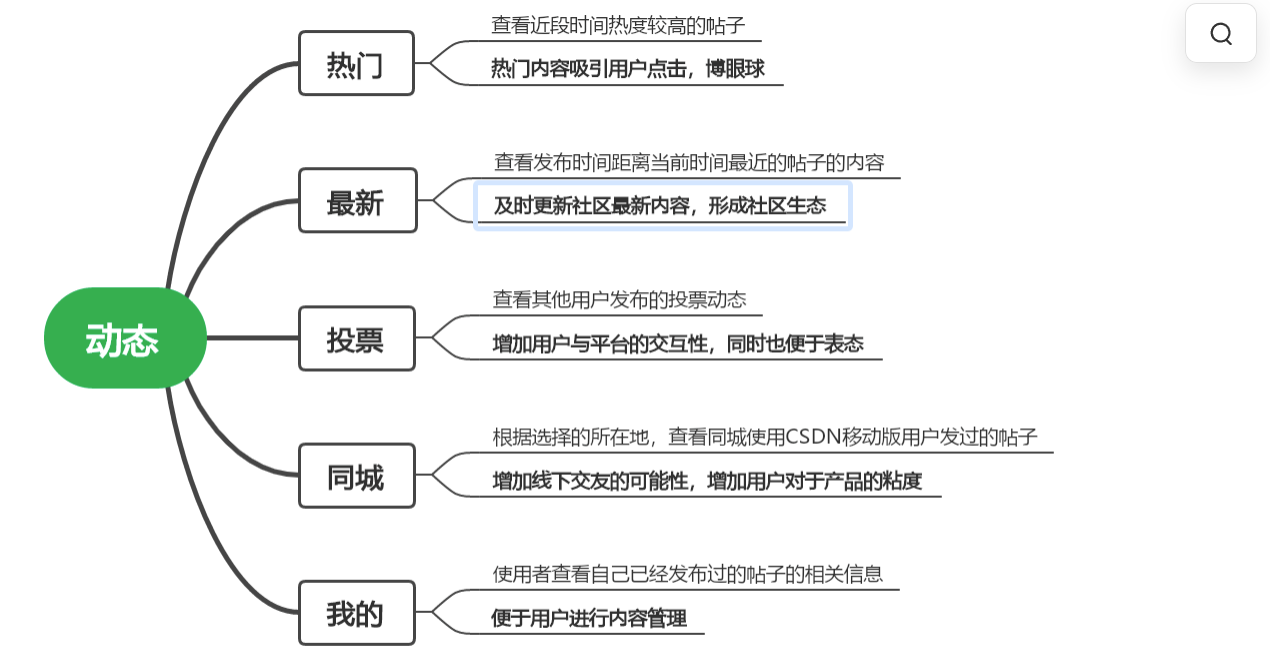 查看近段时间热度较高的帖子
热门
热门内容吸引用户点击，博眼球
查看发布时间距离当前时间最近的帖子的内容
最新
及时更新社区最新内容，形成社区生态
查看其他用户发布的投票动态
动态
投票
增加用户与平台的交互性，同时也便于表态
根据选择的所在地，查看同城使用CSDN移动版用户发过的帖子
同城
增加线下交友的可能性，增加用户对于产品的粘度
使用者查看自己已经发布过的帖子的相关信息
我的
便于用户进行内容管理